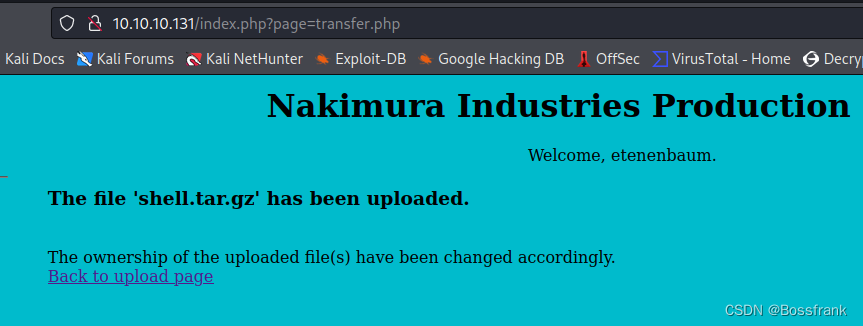 10.10.10.131/index.php?page=transfer.php
Kali Docs Kali Forums Kali NetHunter Exploit-DB Google Hacking DB OffSec VirusTotal - Home Decryp
Nakimura Industries Production
Welcome, etenenbaum.
The file 'shell.tar.gz' has been uploaded.
The ownership of the uploaded file(s) have been changed accordingly.
Back to upload page
CSDN @Bossfrank